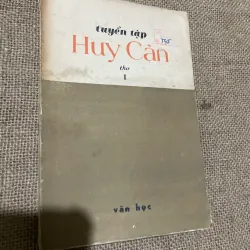 tuyển tập
Huy Cận
thơ
I
văn học